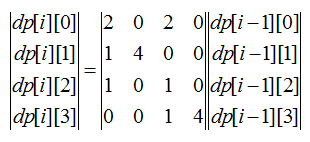 |dp[i][0]| |2 0 2 0||dp[i−1][0]|
|dp[i][1]| |1 4 0 0||dp[i−1][1]|
|dp[i][2]|=|1 0 1 0||dp[i−1][2]|
|dp[i][3]| |0 0 1 4||dp[i−1][3]|